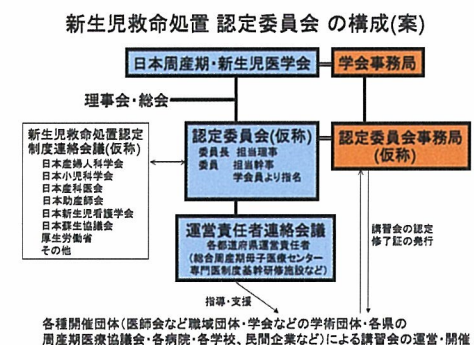 新生児救命処置 認定委員会 の構成(案)
日本周産期・新生児医学会
学会事務局
理事会・総会
新生児救命処置認定
制度連絡会議(仮称)
日本産婦人科学会
日本小児科学会
日本産科医会
日本助産師会
日本新生児看護学会
日本蘇生協議会
厚生労働省
その他
認定委員会(仮称)
委員長 担当理事
委員 担当幹事
学会員より指名
認定委員会事務局
(仮称)
運営責任者連絡会議
各都道府県運営責任者
(総合周産期母子医療センター
専門医制度基幹研修施設など)
講習会の認定
修了証の発行
指導・支援
各種開催団体(医師会など職域団体・学会などの学術団体・各県の
周産期医療協議会・各病院・各学校、民間企業など)による講習会の運営・開催